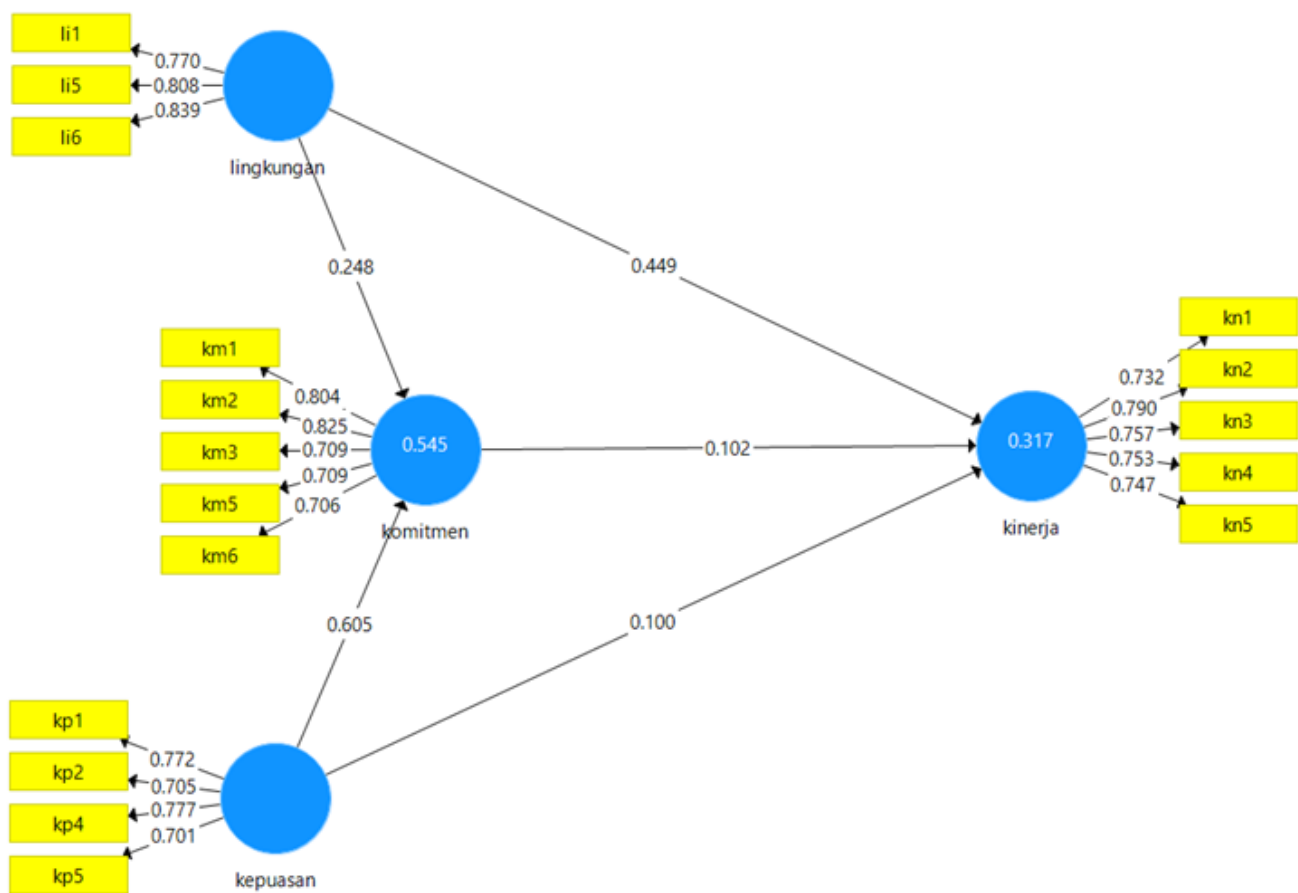 li1
li5
li6
0.770
0.808
0.839
lingkungan
0.248
0.449
km1
km2
km3
km5
km6
0.804
0.825
0.709
0.709
0.706
0.545
komitmen
0.102
0.317
kinerja
0.732
0.790
0.757
0.753
0.747
kn1
kn2
kn3
kn4
kn5
0.605
0.100
kp1
kp2
kp4
kp5
0.772
0.705
0.777
0.701
kepuasan